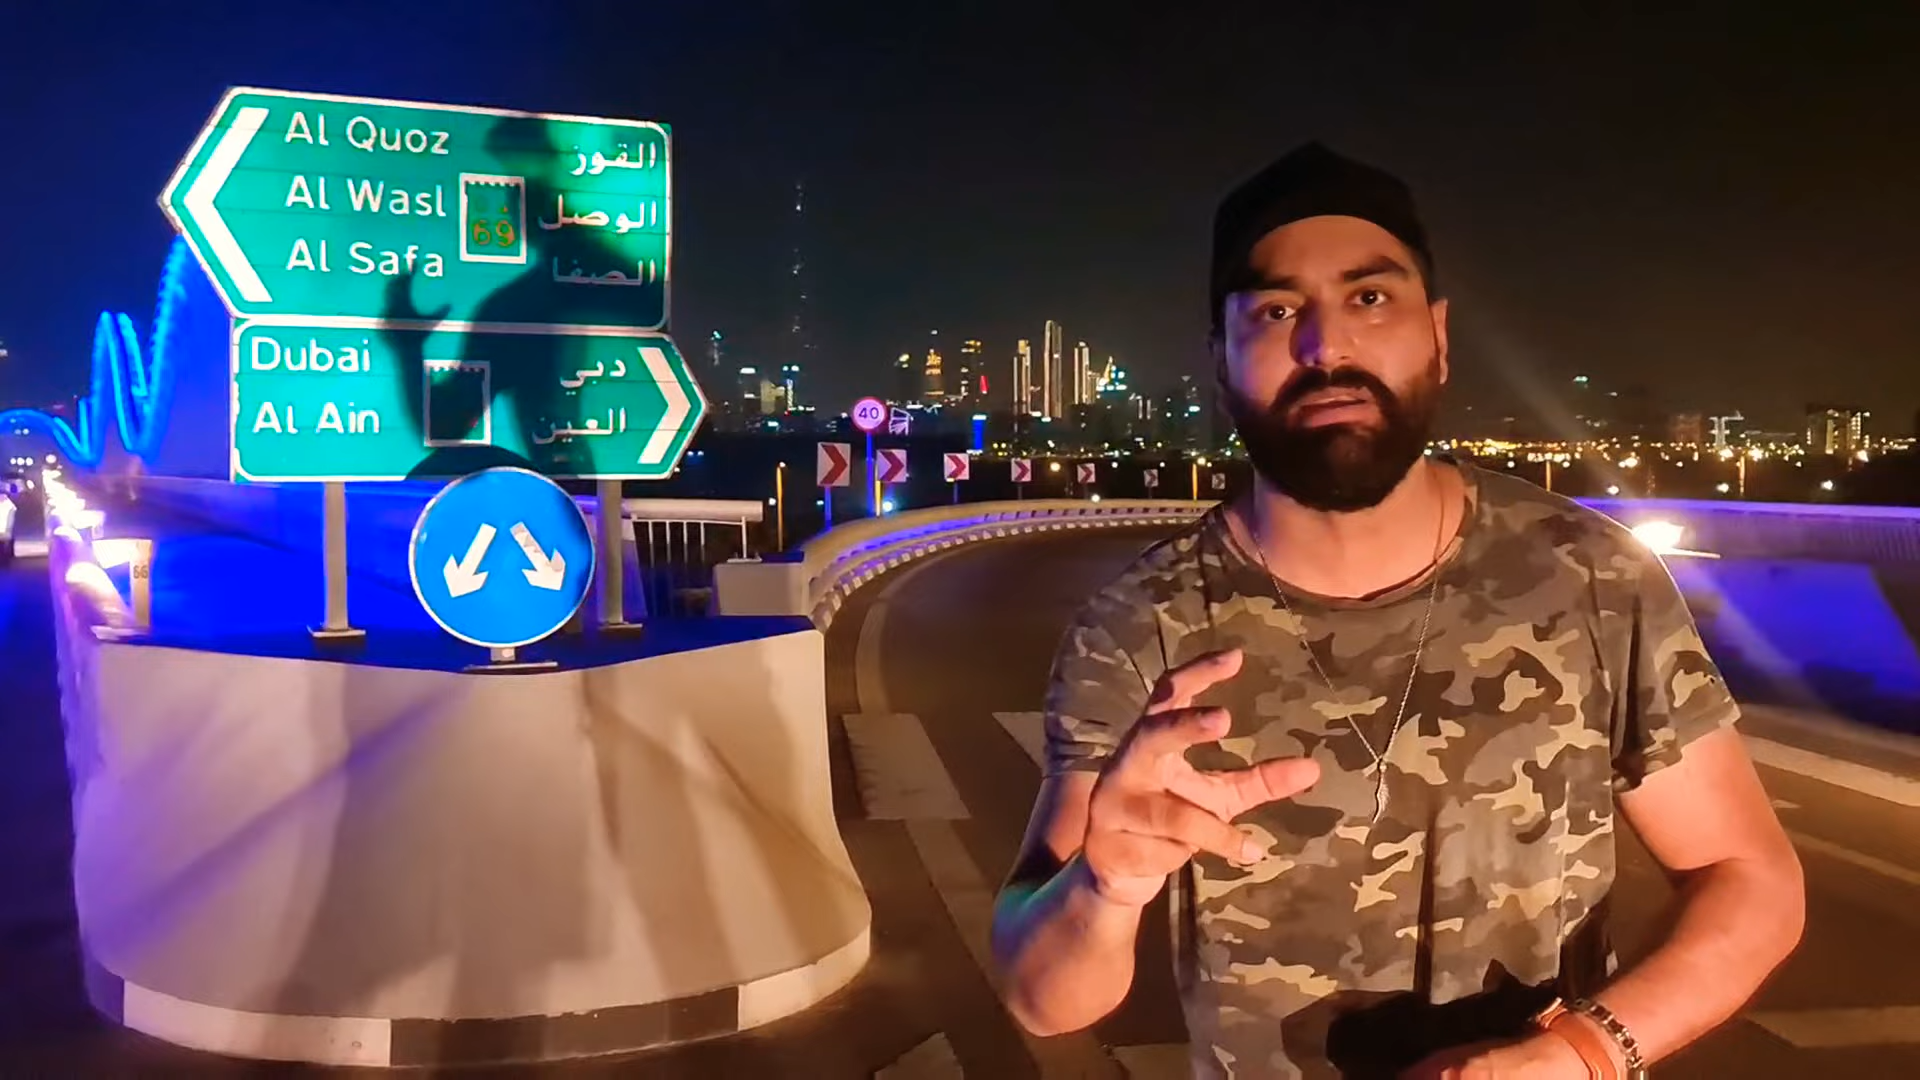 Al Quoz القوز
Al Wasl 69 الوصل
Al Safa الصفا
Dubai دبي
Al Ain العين
40